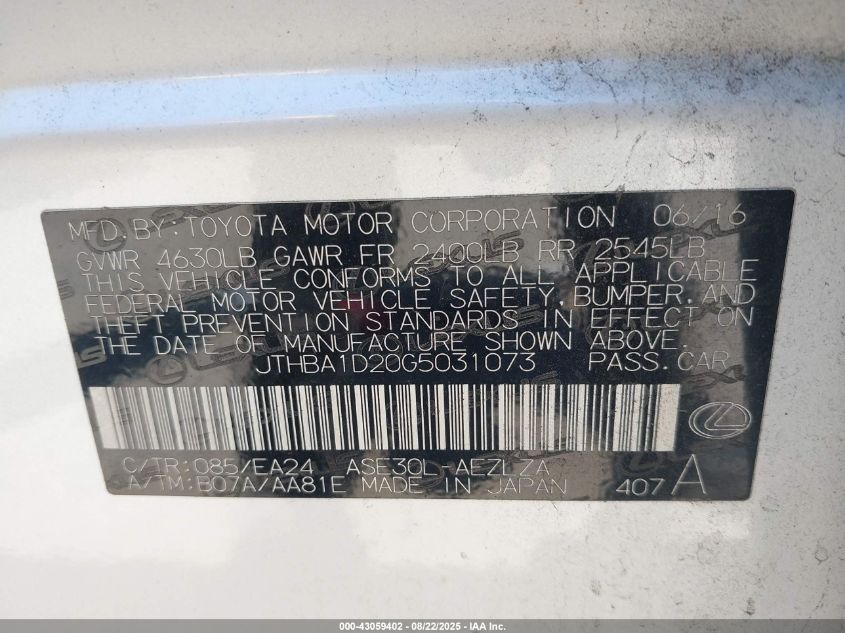 MFD.BY:TOYOTA MOTOR CORPORATION 06/16
GVWR 4630LB GAWR FR 2400LB RR 2545LB
THIS VEHICLE CONFORMS TO ALL APPLICABLE
FEDERAL MOTOR VEHICLE SAFETY,BUMPER,AND
THEFT PREVENTION STANDARDS IN EFFECT ON
THE DATE OF MANUFACTURE SHOWN ABOVE.
JTHBA1D20G5031073 PASS.CAR
C/TR:085/EA24 ASE30L-AEZLZA
A/TM:B07A/AA81E MADE IN JAPAN 407 A
000-43059402 - 08/22/2025 - IAA Inc.